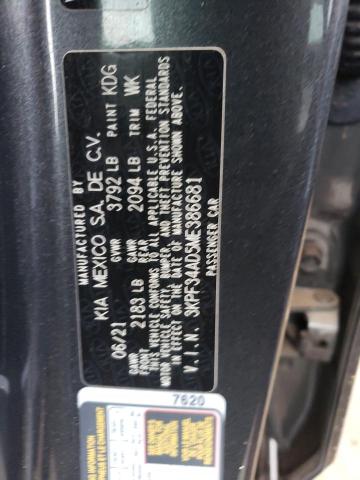 MANUFACTURED BY
KIA MEXICO S.A. DE C.V.
06/21 GVWR 3792 LB PAINT KDG
GAWR FRONT 2183 LB GAWR REAR 2094 LB TRIM WK
THIS VEHICLE CONFORMS TO ALL APPLICABLE U.S.A. FEDERAL
MOTOR VEHICLE SAFETY, BUMPER, AND THEFT PREVENTION STANDARDS
IN EFFECT ON THE DATE OF MANUFACTURE SHOWN ABOVE.
V.I.N. 3KPF34AD5ME386681
PASSENGER CAR
7620